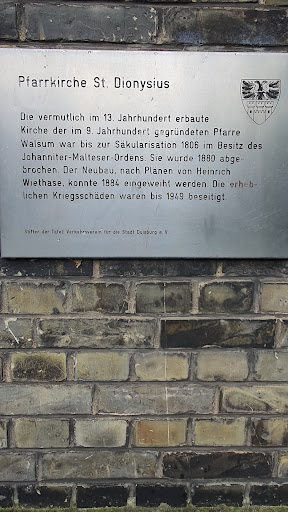 Pfarrkirche St. Dionysius
Die vermutlich im 13. Jahrhundert erbaute
Kirche der im 9. Jahrhundert gegründeten Pfarre
Walsum war bis zur Säkularisation 1806 im Besitz des
Johanniter-Malteser-Ordens. Sie wurde 1880 abge-
brochen. Der Neubau, nach Plänen von Heinrich
Wiethase, konnte 1884 eingeweiht werden. Die erheb-
lichen Kriegsschäden waren bis 1949 beseitigt.
Stifter der Tafel: Verkehrsverein für die Stadt Duisburg e.V.